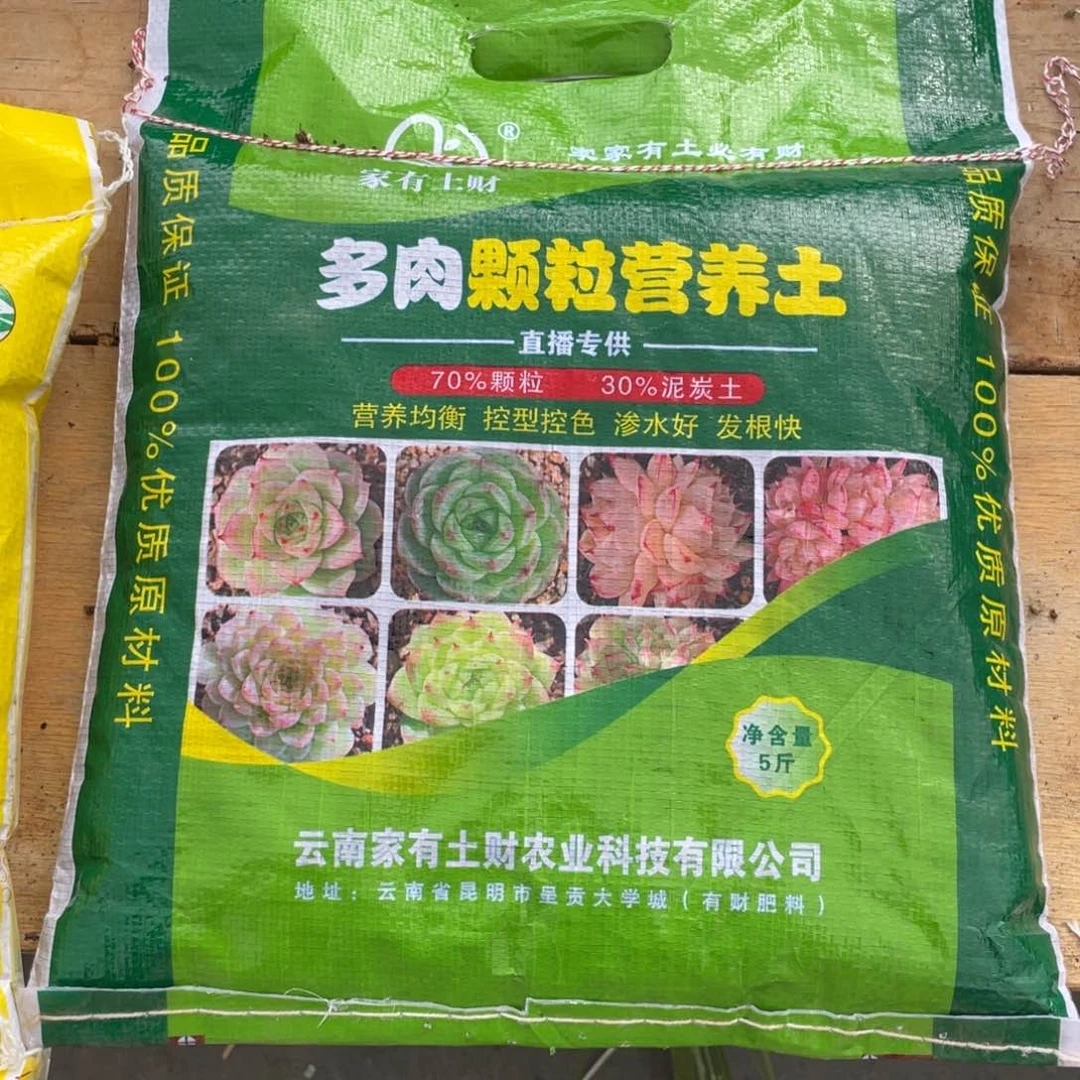 ®
家有土财
家家有土必有财
多肉颗粒营养土
直播专供
70%颗粒 30%泥炭土
营养均衡 控型控色 渗水好 发根快
品质保证 100%优质原材料
品质保证 100%优质原材料
净含量
5斤
云南家有土财农业科技有限公司
地址：云南省昆明市呈贡大学城（有财肥料）